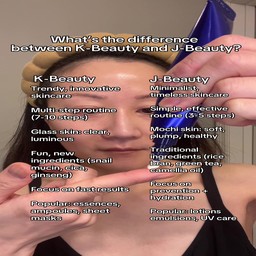 What's the difference
between K-Beauty and J-Beauty?
K-Beauty
Trendy, innovative
skincare
Multi-step routine
(7-10 steps)
Glass skin: clear,
luminous
Fun, new
ingredients (snail
mucin, cica,
ginseng)
Focus on fast results
Popular: essences,
ampoules, sheet
masks
J-Beauty
Minimalist,
timeless skincare
Simple, effective
routine (3-5 steps)
Mochi skin: soft,
plump, healthy
Traditional
ingredients (rice
bran, green tea,
camellia oil)
Focus on
prevention +
hydration
Popular: lotions
emulsions, UV care